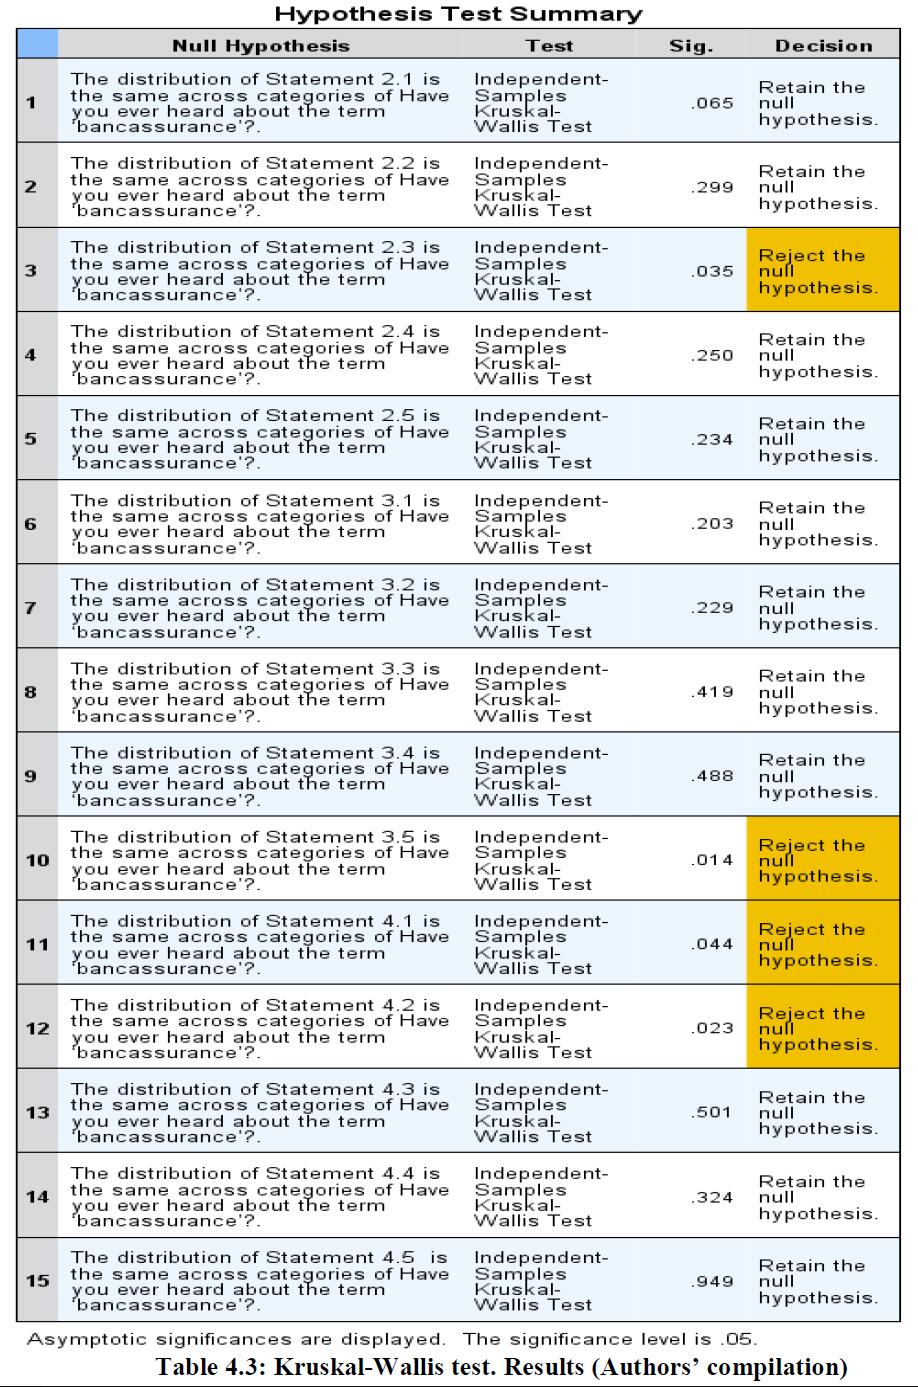 Hypothesis Test Summary
Null Hypothesis Test Sig. Decision
1
The distribution of Statement 2.1 is
the same across categories of Have
you ever heard about the term
'bancassurance'?.
Independent-
Samples
Kruskal-
Wallis Test
.065
Retain the
null
hypothesis.
2
The distribution of Statement 2.2 is
the same across categories of Have
you ever heard about the term
'bancassurance'?.
Independent-
Samples
Kruskal-
Wallis Test
.299
Retain the
null
hypothesis.
3
The distribution of Statement 2.3 is
the same across categories of Have
you ever heard about the term
'bancassurance'?.
Independent-
Samples
Kruskal-
Wallis Test
.035
Reject the
null
hypothesis.
4
The distribution of Statement 2.4 is
the same across categories of Have
you ever heard about the term
'bancassurance'?.
Independent-
Samples
Kruskal-
Wallis Test
.250
Retain the
null
hypothesis.
5
The distribution of Statement 2.5 is
the same across categories of Have
you ever heard about the term
'bancassurance'?.
Independent-
Samples
Kruskal-
Wallis Test
.234
Retain the
null
hypothesis.
6
The distribution of Statement 3.1 is
the same across categories of Have
you ever heard about the term
'bancassurance'?.
Independent-
Samples
Kruskal-
Wallis Test
.203
Retain the
null
hypothesis.
7
The distribution of Statement 3.2 is
the same across categories of Have
you ever heard about the term
'bancassurance'?.
Independent-
Samples
Kruskal-
Wallis Test
.229
Retain the
null
hypothesis.
8
The distribution of Statement 3.3 is
the same across categories of Have
you ever heard about the term
'bancassurance'?.
Independent-
Samples
Kruskal-
Wallis Test
.419
Retain the
null
hypothesis.
9
The distribution of Statement 3.4 is
the same across categories of Have
you ever heard about the term
'bancassurance'?.
Independent-
Samples
Kruskal-
Wallis Test
.488
Retain the
null
hypothesis.
10
The distribution of Statement 3.5 is
the same across categories of Have
you ever heard about the term
'bancassurance'?.
Independent-
Samples
Kruskal-
Wallis Test
.014
Reject the
null
hypothesis.
11
The distribution of Statement 4.1 is
the same across categories of Have
you ever heard about the term
'bancassurance'?.
Independent-
Samples
Kruskal-
Wallis Test
.044
Reject the
null
hypothesis.
12
The distribution of Statement 4.2 is
the same across categories of Have
you ever heard about the term
'bancassurance'?.
Independent-
Samples
Kruskal-
Wallis Test
.023
Reject the
null
hypothesis.
13
The distribution of Statement 4.3 is
the same across categories of Have
you ever heard about the term
'bancassurance'?.
Independent-
Samples
Kruskal-
Wallis Test
.501
Retain the
null
hypothesis.
14
The distribution of Statement 4.4 is
the same across categories of Have
you ever heard about the term
'bancassurance'?.
Independent-
Samples
Kruskal-
Wallis Test
.324
Retain the
null
hypothesis.
15
The distribution of Statement 4.5 is
the same across categories of Have
you ever heard about the term
'bancassurance'?.
Independent-
Samples
Kruskal-
Wallis Test
.949
Retain the
null
hypothesis.
Asymptotic significances are displayed. The significance level is .05.
Table 4.3: Kruskal-Wallis test. Results (Authors’ compilation)